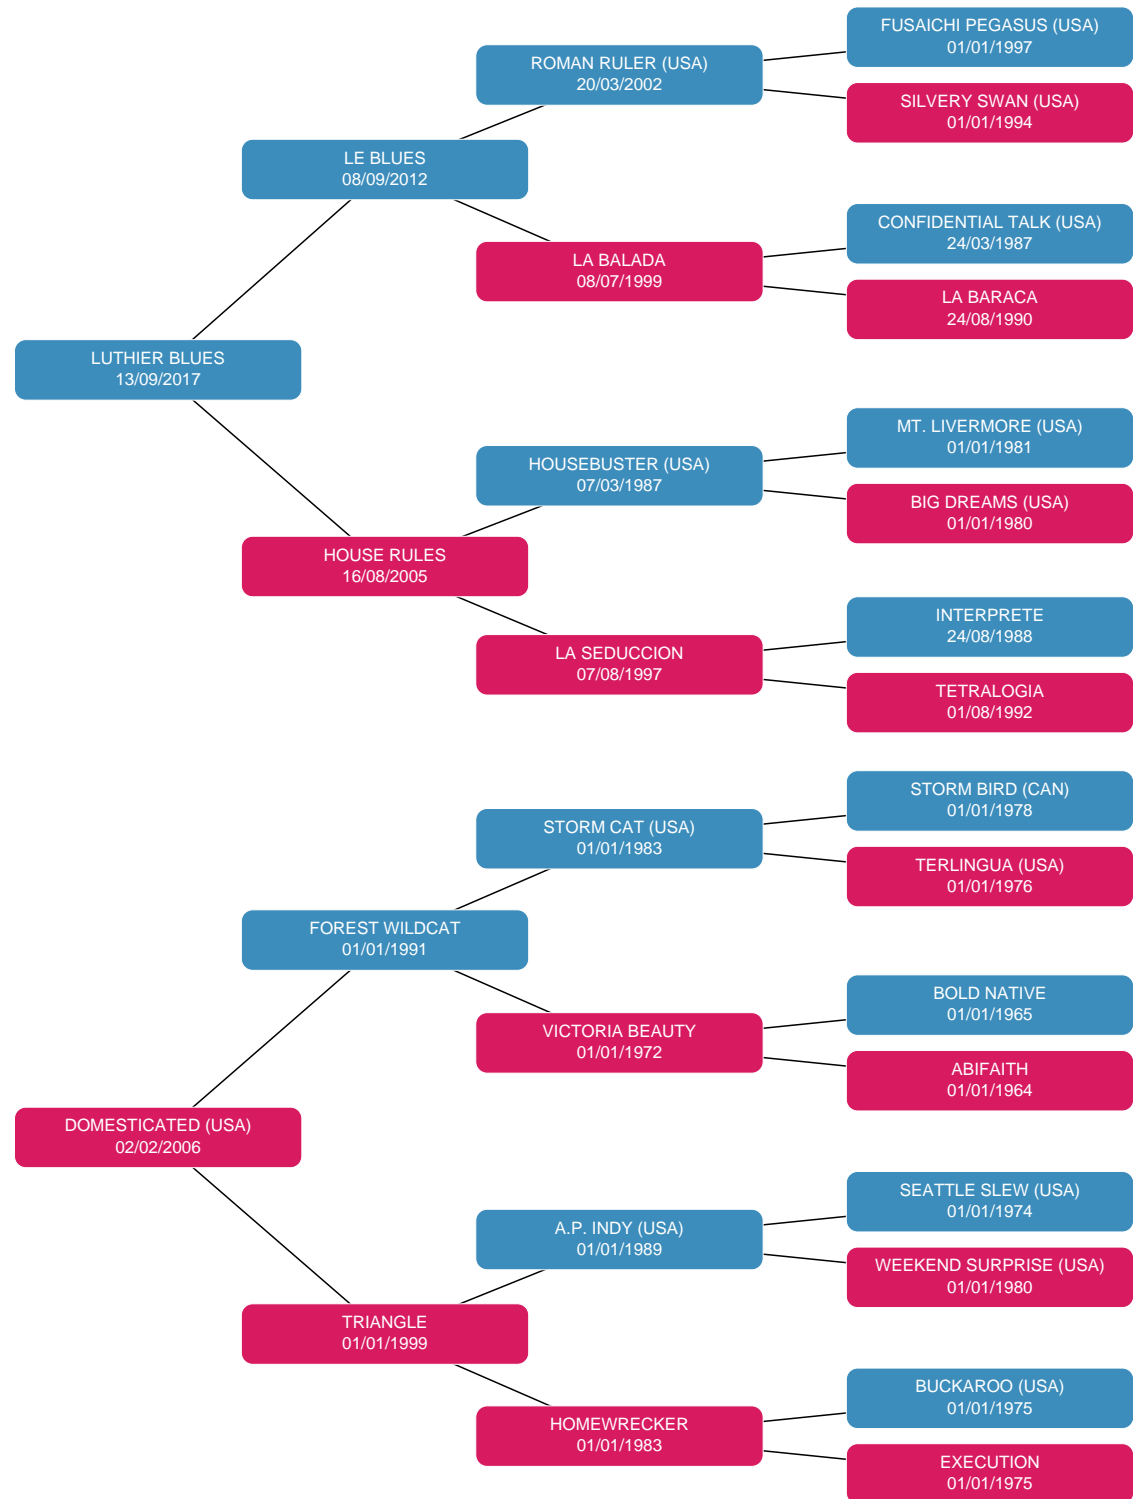 FUSAICHI PEGASUS (USA)
01/01/1997
ROMAN RULER (USA)
20/03/2002
SILVERY SWAN (USA)
01/01/1994
LE BLUES
08/09/2012
CONFIDENTIAL TALK (USA)
24/03/1987
LA BALADA
08/07/1999
LA BARACA
24/08/1990
LUTHIER BLUES
13/09/2017
MT. LIVERMORE (USA)
01/01/1981
HOUSEBUSTER (USA)
07/03/1987
BIG DREAMS (USA)
01/01/1980
HOUSE RULES
16/08/2005
INTERPRETE
24/08/1988
LA SEDUCCION
07/08/1997
TETRALOGIA
01/08/1992
STORM BIRD (CAN)
01/01/1978
STORM CAT (USA)
01/01/1983
TERLINGUA (USA)
01/01/1976
FOREST WILDCAT
01/01/1991
BOLD NATIVE
01/01/1965
VICTORIA BEAUTY
01/01/1972
ABIFAITH
01/01/1964
DOMESTICATED (USA)
02/02/2006
SEATTLE SLEW (USA)
01/01/1974
A.P. INDY (USA)
01/01/1989
WEEKEND SURPRISE (USA)
01/01/1980
TRIANGLE
01/01/1999
BUCKAROO (USA)
01/01/1975
HOMEWRECKER
01/01/1983
EXECUTION
01/01/1975